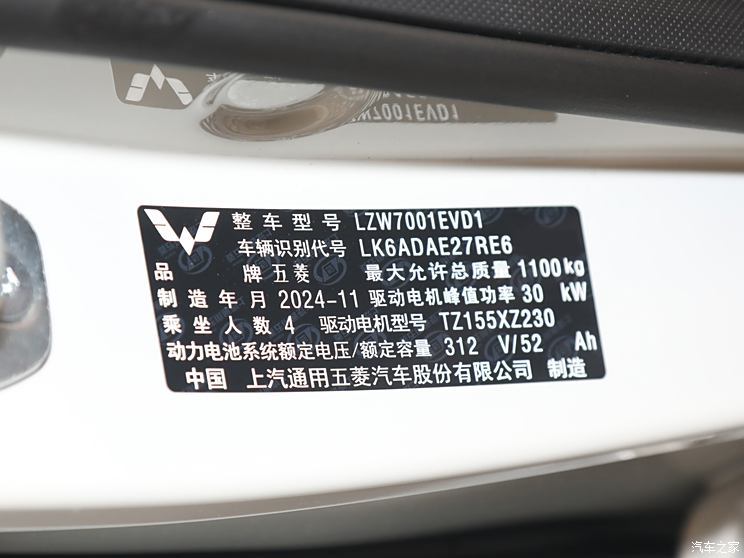 LZW7001EVD1
整车型号 LZW7001EVD1
车辆识别代号 LK6ADAE27RE6
品牌 五菱 最大允许总质量 1100kg
制造年月 2024-11 驱动电机峰值功率 30 kW
乘坐人数 4 驱动电机型号 TZ155XZ230
动力电池系统额定电压/额定容量 312 V/52 Ah
中国 上汽通用五菱汽车股份有限公司 制造
汽车之家